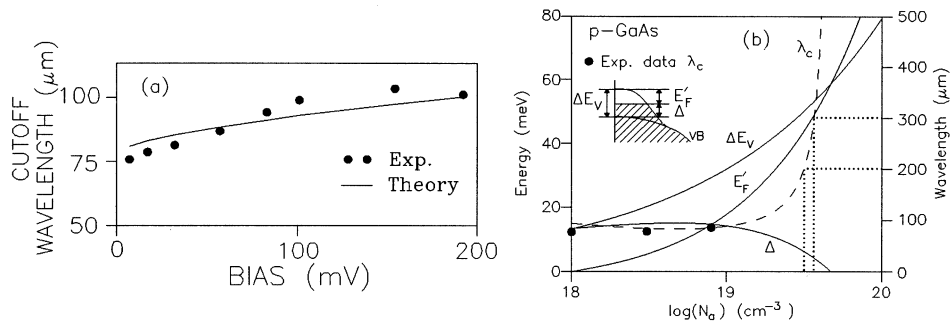 (a)
CUTOFF
WAVELENGTH (μm)
100
75
50
Exp.
Theory
0
100
200
BIAS (mV)
(b)
p-GaAs
Exp. data λc
ΔEV
E'F
Δ
VB
ΔEV
E'F
λc
Δ
Energy (meV)
80
60
40
20
0
Wavelength (μm)
500
400
300
200
100
0
18
19
20
log(Na) (cm⁻³)